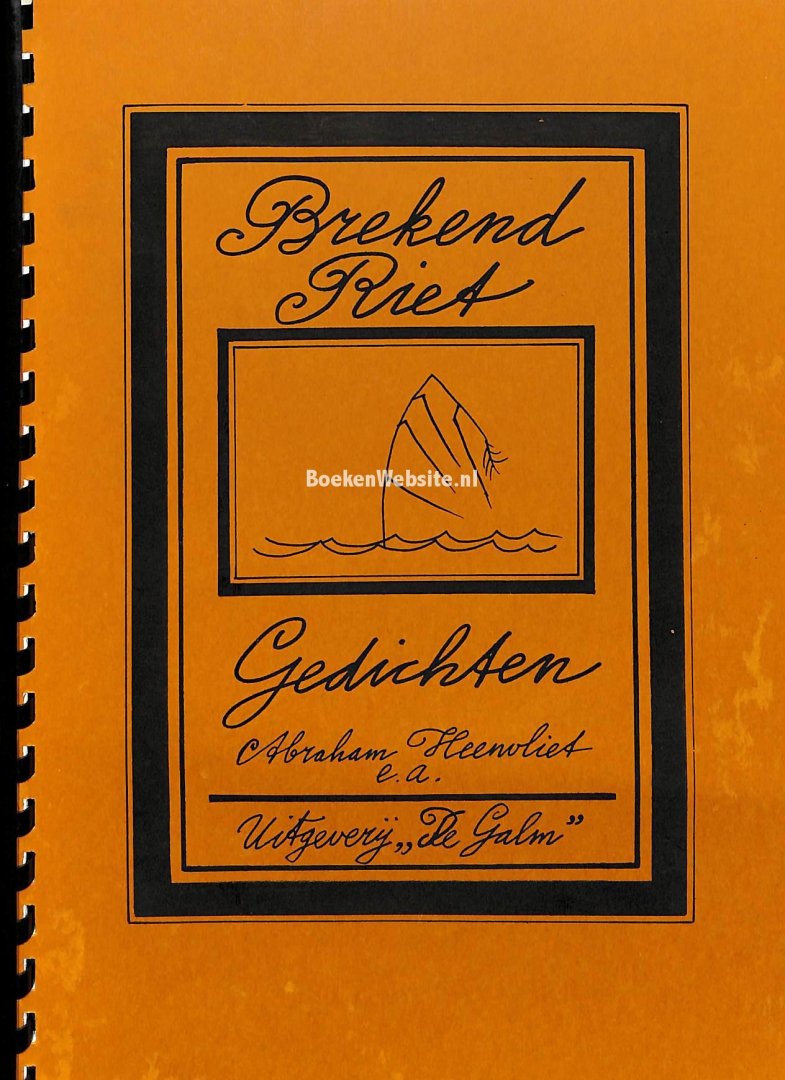 Brekend
Riet
BoekenWebsite.nl
Gedichten
Abraham Heenvliet
e.a.
Uitgeverij „De Galm”